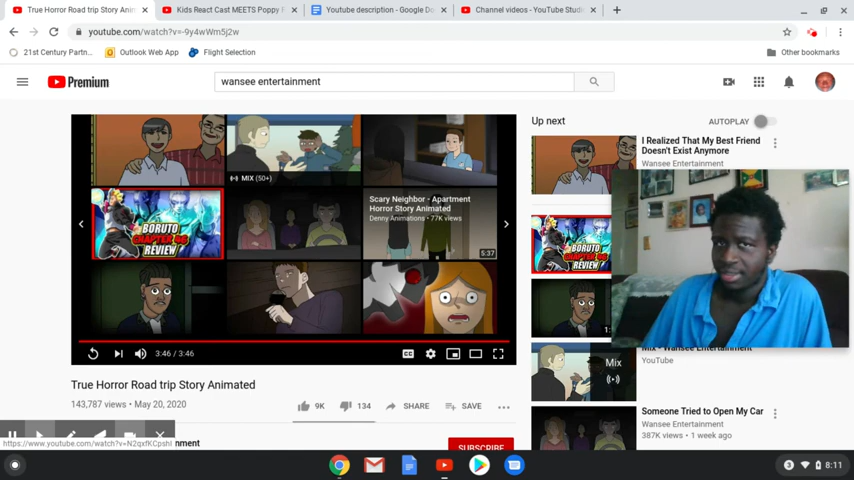 True Horror Road trip Story Anim
Kids React Cast MEETS Poppy
Youtube description - Google Do
Channel videos - YouTube Studi
youtube.com/watch?v=-9y4wWm5j2w
21st Century Partn...
Outlook Web App
Flight Selection
Other bookmarks
Premium
wansee entertainment
Up next
AUTOPLAY
I Realized That My Best Friend
Doesn't Exist Anymore
Wansee Entertainment
MIX (50+)
Scary Neighbor - Apartment
Horror Story Animated
Denny Animations • 77K views
5:37
BORUTO
REVIEW
BORUTO
REVIEW
3:46 / 3:46
CC
Mix
Mix - Wansee Entertainment
YouTube
True Horror Road trip Story Animated
143,787 views • May 20, 2020
9K
134
SHARE
SAVE
Someone Tried to Open My Car
Wansee Entertainment
387K views • 1 week ago
https://www.youtube.com/watch?v=N2qxfKCpshI
nment
SUBSCRIBE
3
8:11